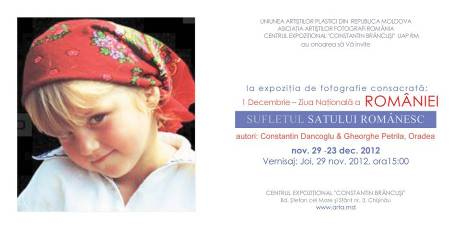 UNIUNEA ARTIȘTILOR PLASTICI DIN REPUBLICA MOLDOVA
ASOCIAȚIA ARTIȘTILOR FOTOGRAFI ROMÂNIA
CENTRUL EXPOZIȚIONAL "CONSTANTIN BRÂNCUȘI" UAP RM
au onoarea să Vă invite
la expoziția de fotografie consacrată:
1 Decembrie – Ziua Națională a ROMÂNIEI
SUFLETUL SATULUI ROMÂNESC
autori: Constantin Dancoglu & Gheorghe Petrila, Oradea
nov. 29 -23 dec. 2012
Vernisaj: Joi, 29 nov. 2012, ora15:00
CENTRUL EXPOZIȚIONAL "CONSTANTIN BRÂNCUȘI"
Bd. Ștefan cel Mare și Sfânt nr. 3, Chișinău
www.arta.md